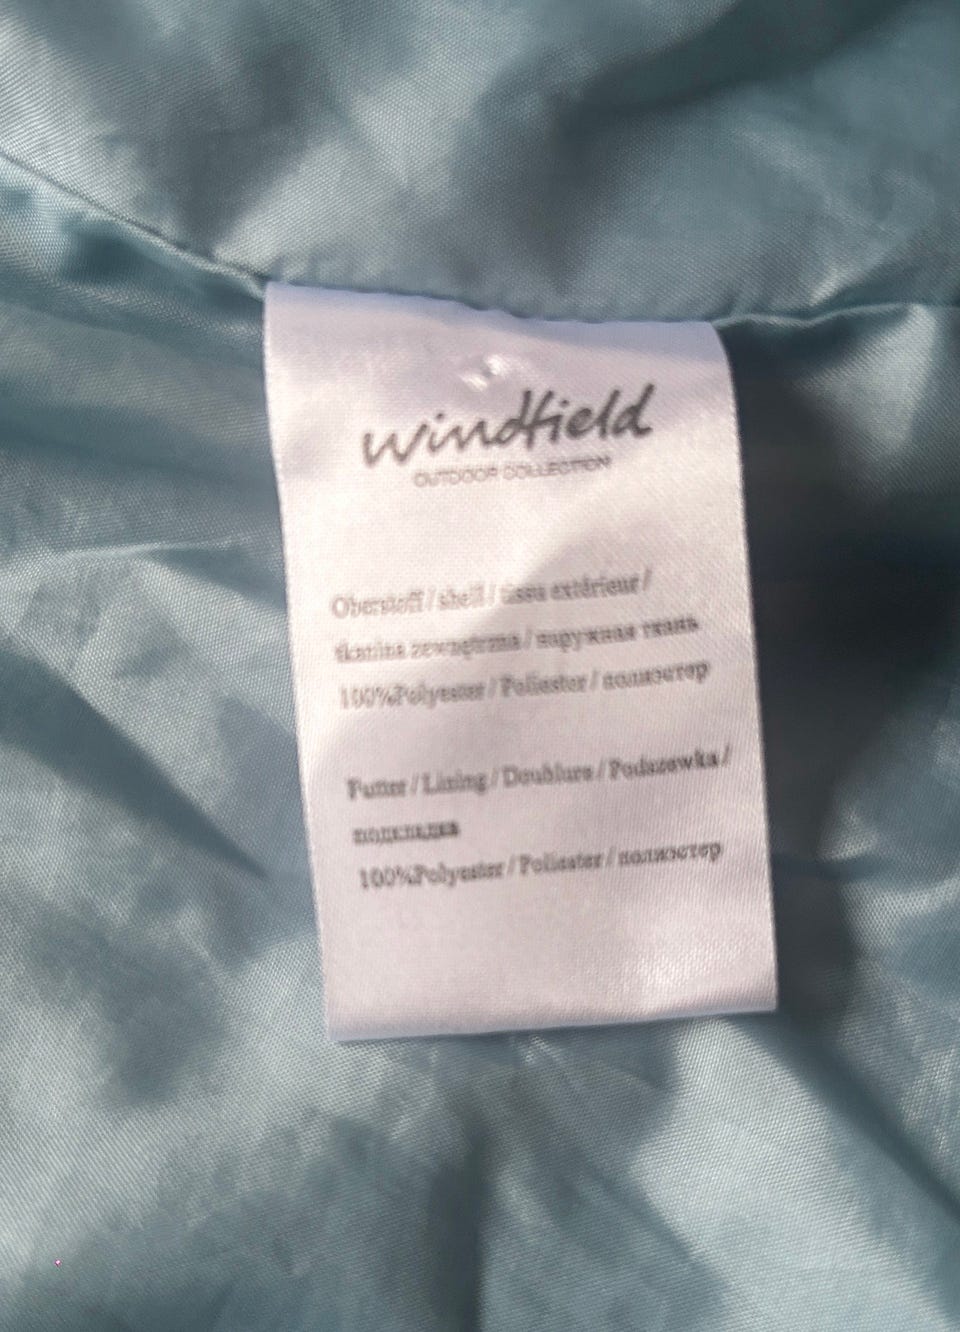 windfield
OUTDOOR COLLECTION
Oberstoff / shell / tissu extérieur /
tkanina zewnętrzna / наружная ткань
100%Polyester / Poliester / полиэстер
Futter / Lining / Doublure / Podszewka /
подкладка
100%Polyester / Poliester / полиэстер